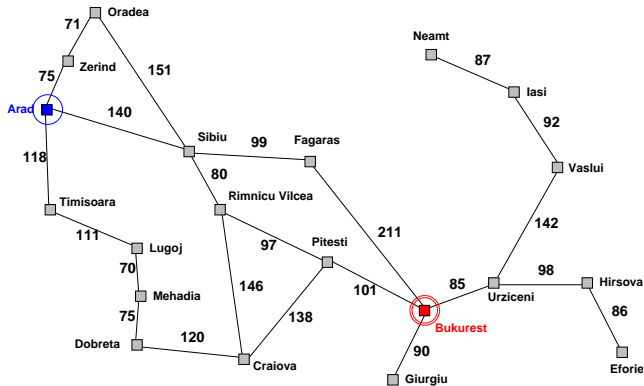 Oradea
71
Neamt
87
Zerind
75
151
Iasi
Arad
140
92
Sibiu
99
Fagaras
118
80
Vaslui
Timisoara
Rimnicu Vilcea
111
97
211
142
Lugoj
Pitesti
70
98
Hirsova
146
101
85
Mehadia
Urziceni
75
138
86
120
Bukurest
Dobreta
90
Eforie
Craiova
Giurgiu